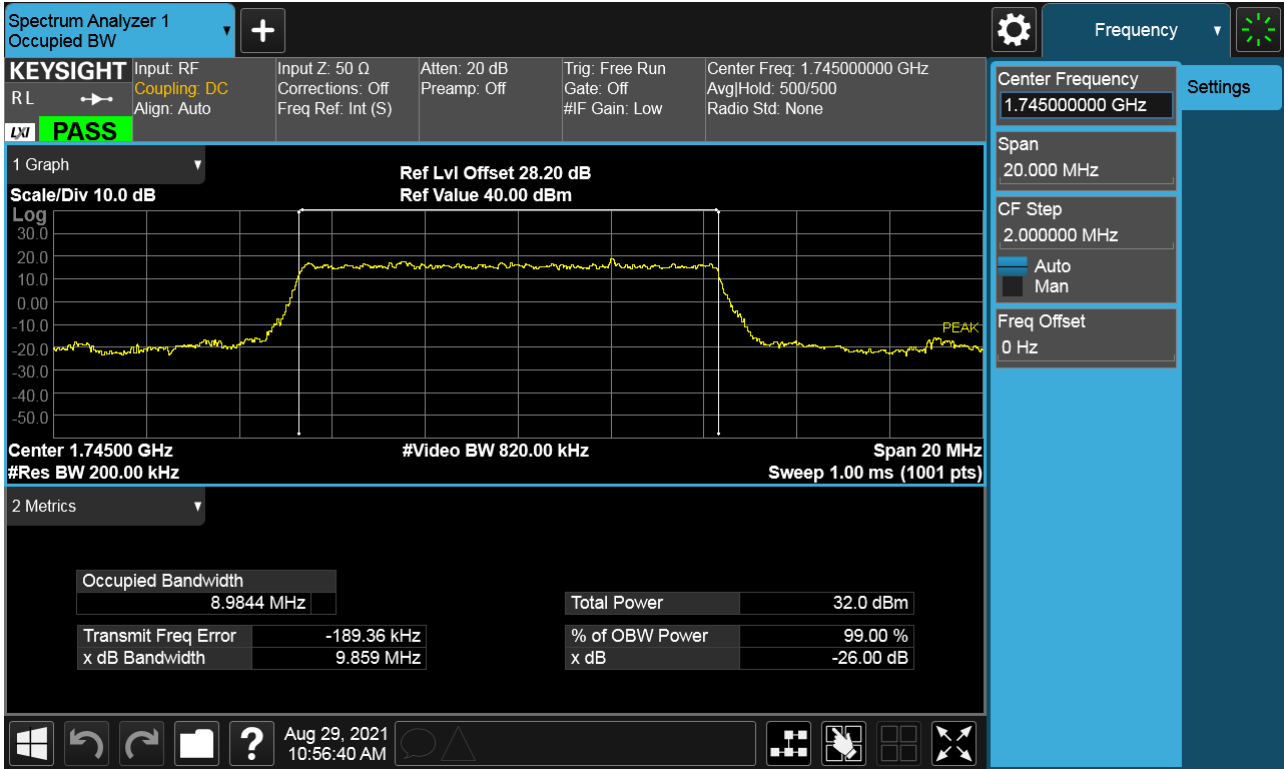 Spectrum Analyzer 1
Occupied BW
Frequency
KEYSIGHT
R L
LXI
PASS
Input: RF
Coupling: DC
Align: Auto
Input Z: 50 Ω
Corrections: Off
Freq Ref: Int (S)
Atten: 20 dB
Preamp: Off
Trig: Free Run
Gate: Off
#IF Gain: Low
Center Freq: 1.745000000 GHz
Avg|Hold: 500/500
Radio Std: None
Center Frequency
1.745000000 GHz
Settings
Span
20.000 MHz
CF Step
2.000000 MHz
Auto
Man
Freq Offset
0 Hz
1 Graph
Scale/Div 10.0 dB
Ref Lvl Offset 28.20 dB
Ref Value 40.00 dBm
Log
30.0
20.0
10.0
0.00
-10.0
-20.0
-30.0
-40.0
-50.0
PEAK
Center 1.74500 GHz
#Video BW 820.00 kHz
Span 20 MHz
#Res BW 200.00 kHz
Sweep 1.00 ms (1001 pts)
2 Metrics
Occupied Bandwidth
8.9844 MHz
Total Power
32.0 dBm
Transmit Freq Error
-189.36 kHz
% of OBW Power
99.00 %
x dB Bandwidth
9.859 MHz
x dB
-26.00 dB
?
Aug 29, 2021
10:56:40 AM